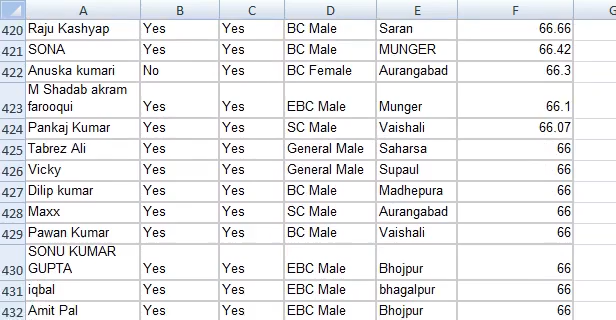 A B C D E F G
420 Raju Kashyap Yes Yes BC Male Saran 66.66
421 SONA Yes Yes BC Male MUNGER 66.42
422 Anuska kumari No Yes BC Female Aurangabad 66.3
M Shadab akram
423 farooqui Yes Yes EBC Male Munger 66.1
424 Pankaj Kumar Yes Yes SC Male Vaishali 66.07
425 Tabrez Ali Yes Yes General Male Saharsa 66
426 Vicky Yes Yes General Male Supaul 66
427 Dilip kumar Yes Yes BC Male Madhepura 66
428 Maxx Yes Yes SC Male Aurangabad 66
429 Pawan Kumar Yes Yes BC Male Vaishali 66
SONU KUMAR
430 GUPTA Yes Yes EBC Male Bhojpur 66
431 iqbal Yes Yes EBC Male bhagalpur 66
432 Amit Pal Yes Yes EBC Male Bhojpur 66